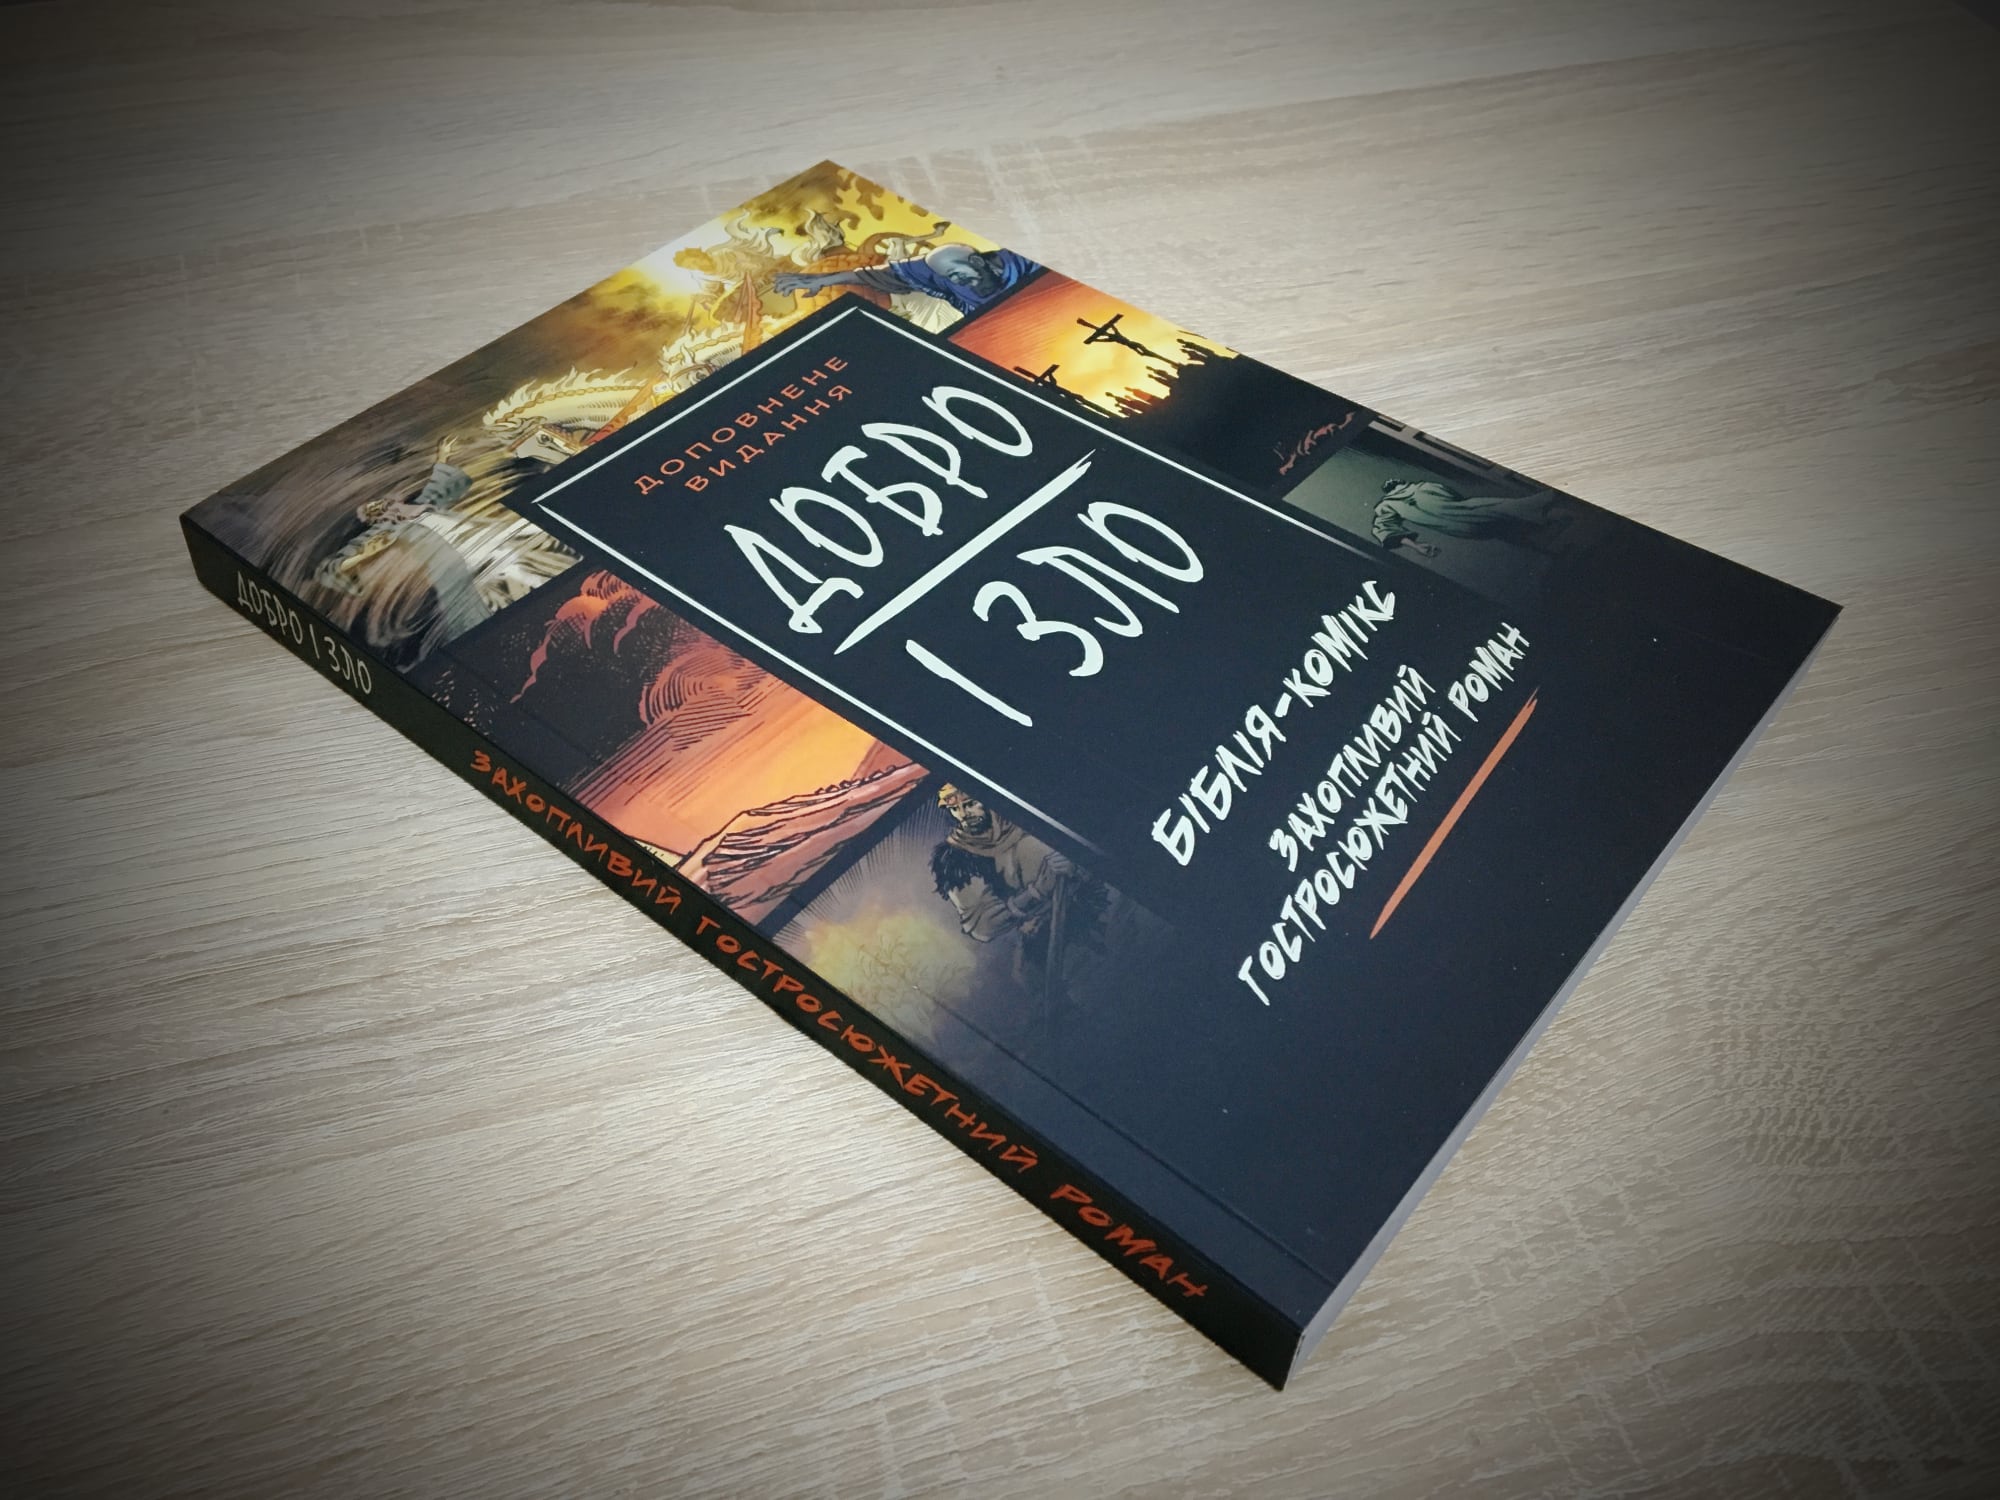 ДОПОВНЕНЕ
ВИДАННЯ
ДОБРО
І ЗЛО
БІБЛІЯ-КОМІКС
ЗАХОПЛИВИЙ
ГОСТРОСЮЖЕТНИЙ РОМАН
ДОБРО І ЗЛО
ЗАХОПЛИВИЙ ГОСТРОСЮЖЕТНИЙ РОМАН